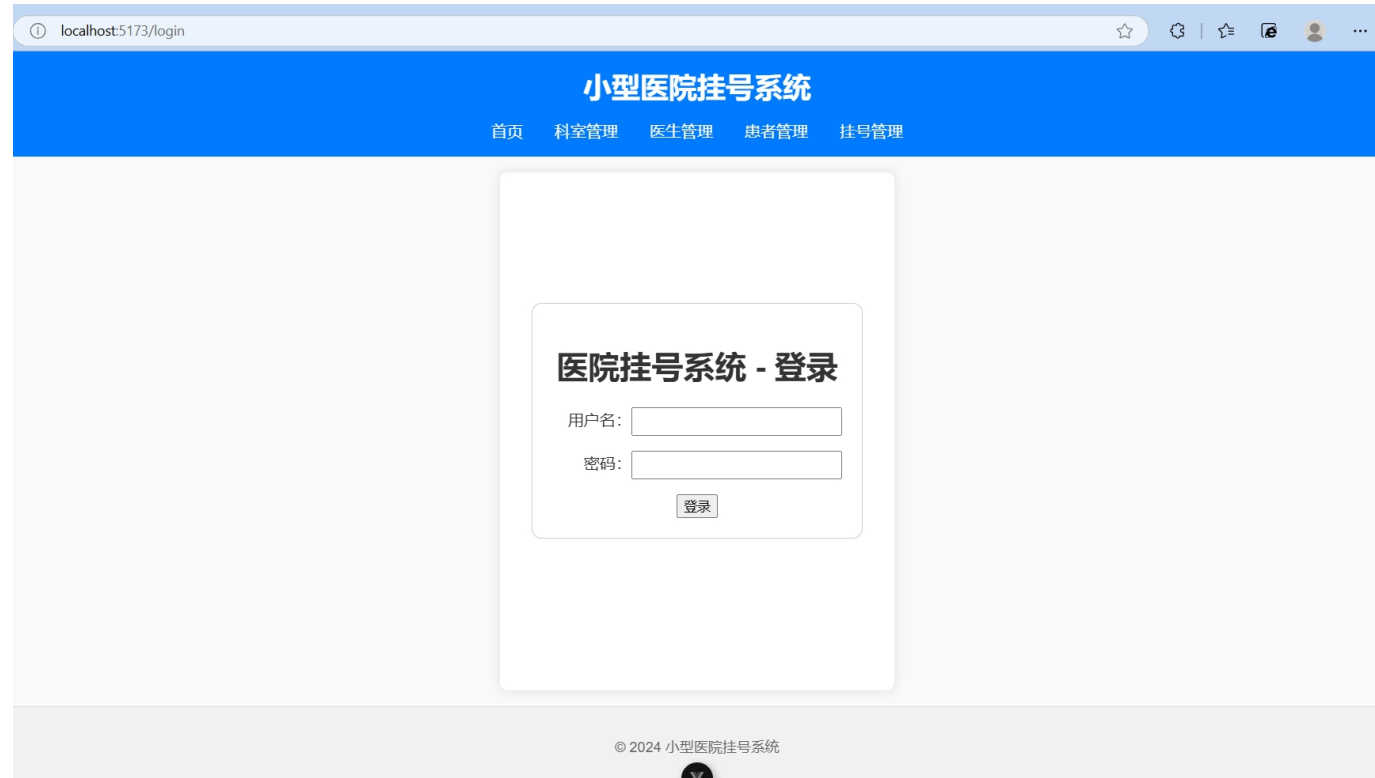 localhost:5173/login
小型医院挂号系统
首页 科室管理 医生管理 患者管理 挂号管理
医院挂号系统 - 登录
用户名：
密码：
登录
© 2024 小型医院挂号系统